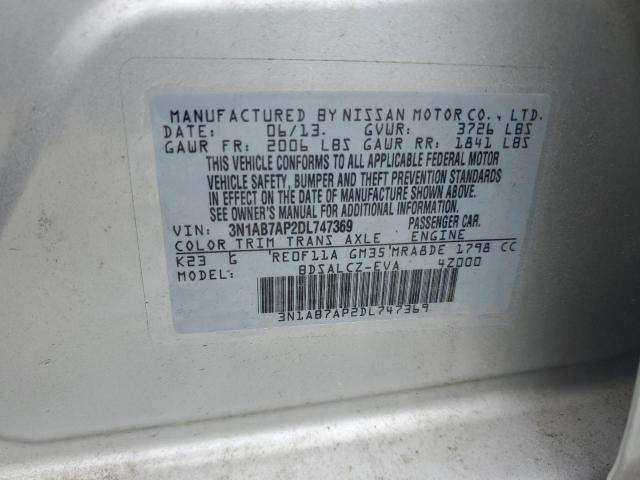 MANUFACTURED BY NISSAN MOTOR CO., LTD.
DATE: 06/13. GVWR: 3726 LBS
GAWR FR: 2006 LBS GAWR RR: 1841 LBS
THIS VEHICLE CONFORMS TO ALL APPLICABLE FEDERAL MOTOR
VEHICLE SAFETY, BUMPER AND THEFT PREVENTION STANDARDS
IN EFFECT ON THE DATE OF MANUFACTURE SHOWN ABOVE.
SEE OWNER'S MANUAL FOR ADDITIONAL INFORMATION.
VIN: 3N1AB7AP2DL747369 PASSENGER CAR.
COLOR TRIM TRANS AXLE ENGINE
K23 G RE0F11A GM35 MRA8DE 1798 CC
MODEL: BDSALCZ-EVA 4Z000
3N1AB7AP2DL747369